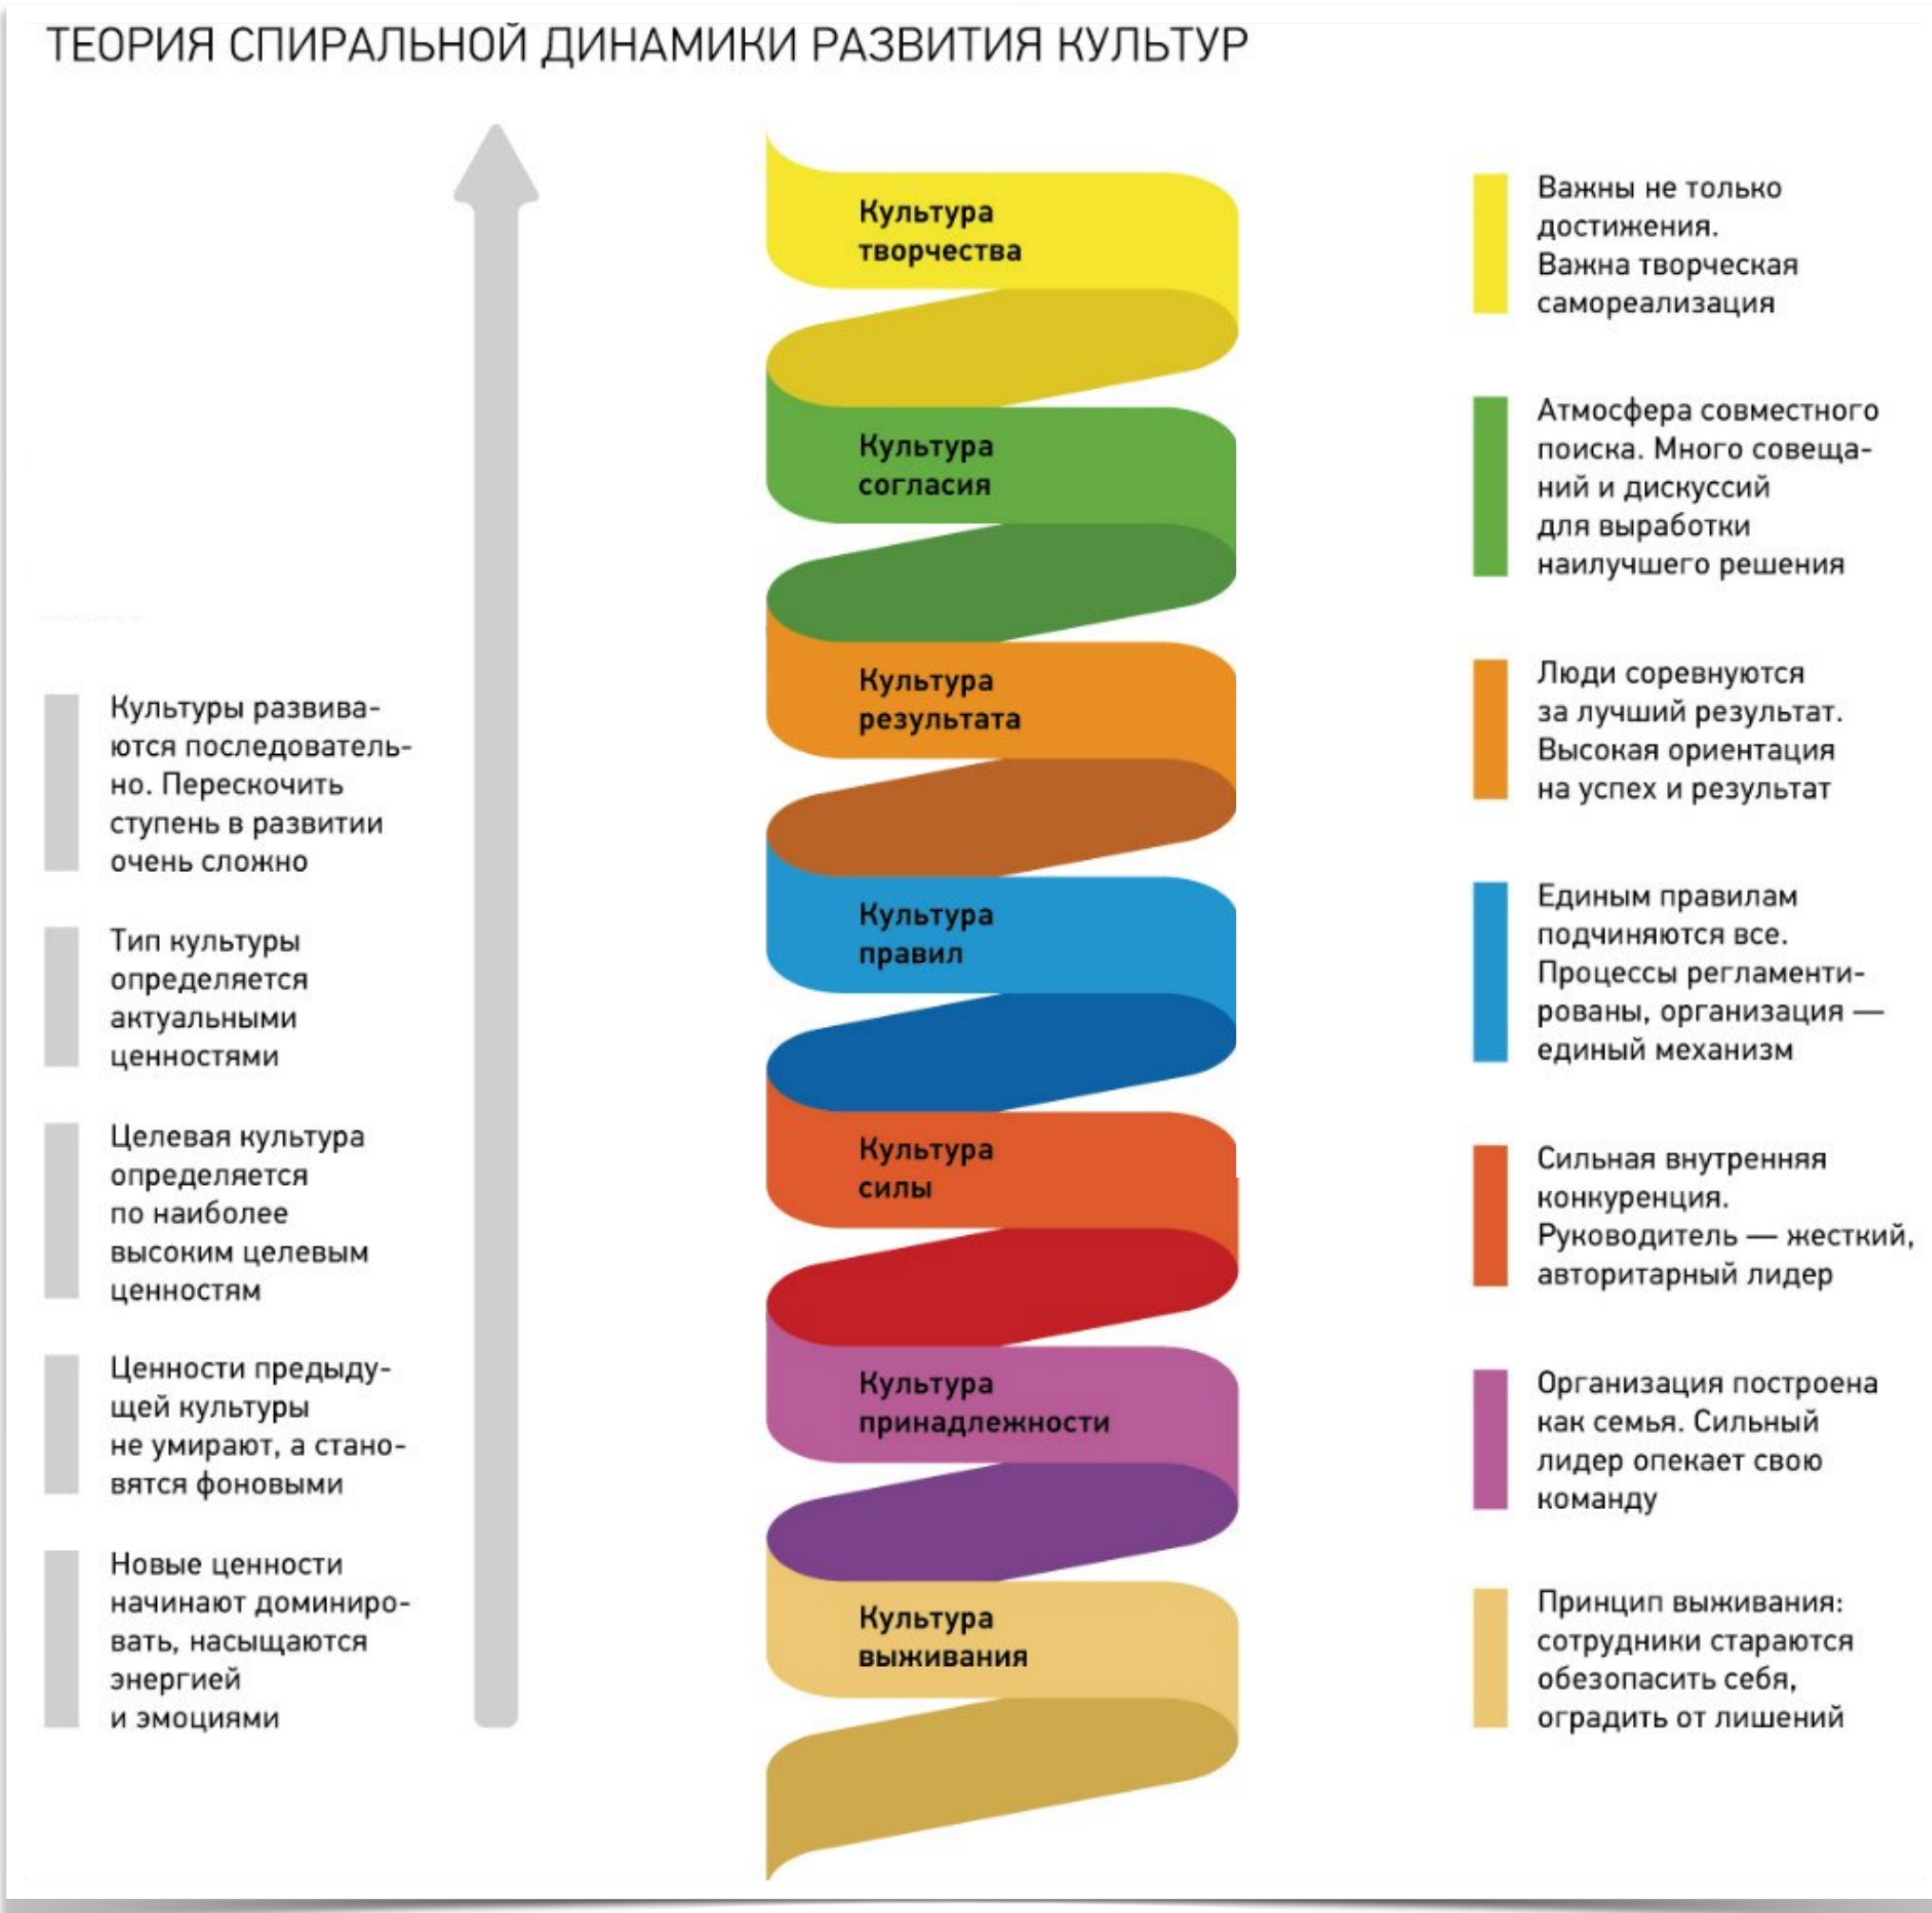 ТЕОРИЯ СПИРАЛЬНОЙ ДИНАМИКИ РАЗВИТИЯ КУЛЬТУР
Культуры развива-
ются последователь-
но. Перескочить
ступень в развитии
очень сложно
Тип культуры
определяется
актуальными
ценностями
Целевая культура
определяется
по наиболее
высоким целевым
ценностям
Ценности предыду-
щей культуры
не умирают, а стано-
вятся фоновыми
Новые ценности
начинают доминиро-
вать, насыщаются
энергией
и эмоциями
Культура
творчества
Культура
согласия
Культура
результата
Культура
правил
Культура
силы
Культура
принадлежности
Культура
выживания
Важны не только
достижения.
Важна творческая
самореализация
Атмосфера совместного
поиска. Много совеща-
ний и дискуссий
для выработки
наилучшего решения
Люди соревнуются
за лучший результат.
Высокая ориентация
на успех и результат
Единым правилам
подчиняются все.
Процессы регламенти-
рованы, организация —
единый механизм
Сильная внутренняя
конкуренция.
Руководитель — жесткий,
авторитарный лидер
Организация построена
как семья. Сильный
лидер опекает свою
команду
Принцип выживания:
сотрудники стараются
обезопасить себя,
оградить от лишений